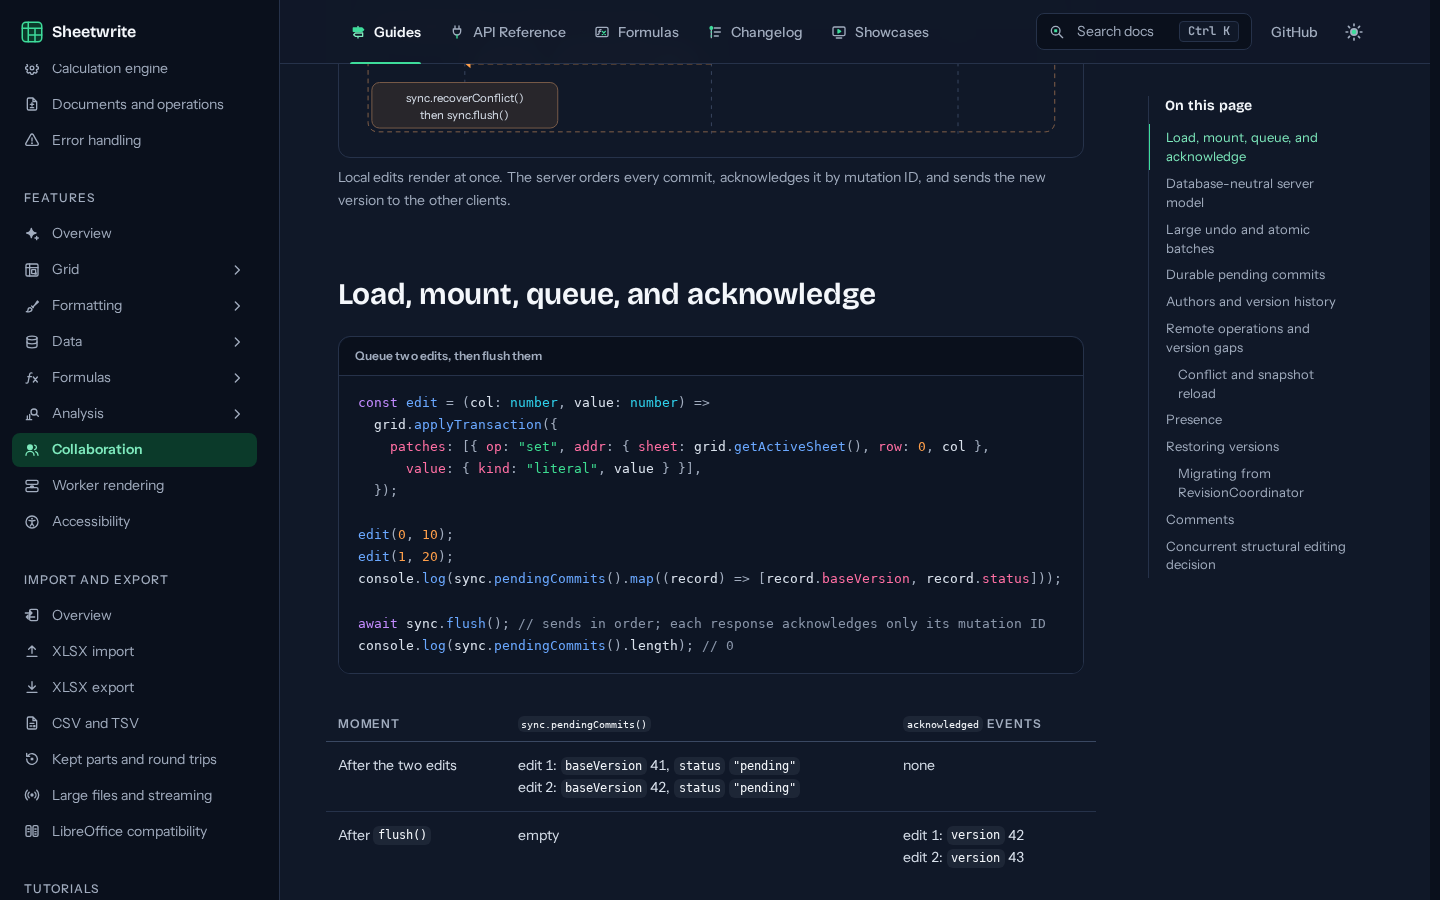 Sheetwrite
Guides
API Reference
Formulas
Changelog
Showcases
Search docs
Ctrl K
GitHub
Calculation engine
Documents and operations
Error handling
FEATURES
Overview
Grid
Formatting
Data
Formulas
Analysis
Collaboration
Worker rendering
Accessibility
IMPORT AND EXPORT
Overview
XLSX import
XLSX export
CSV and TSV
Kept parts and round trips
Large files and streaming
LibreOffice compatibility
TUTORIALS
sync.recoverConflict()
then sync.flush()
Local edits render at once. The server orders every commit, acknowledges it by mutation ID, and sends the new
version to the other clients.
Load, mount, queue, and acknowledge
Queue two edits, then flush them
const edit = (col: number, value: number) =>
  grid.applyTransaction({
    patches: [{ op: "set", addr: { sheet: grid.getActiveSheet(), row: 0, col },
      value: { kind: "literal", value } }],
  });
edit(0, 10);
edit(1, 20);
console.log(sync.pendingCommits().map((record) => [record.baseVersion, record.status]));
await sync.flush(); // sends in order; each response acknowledges only its mutation ID
console.log(sync.pendingCommits().length); // 0
MOMENT sync.pendingCommits() acknowledged EVENTS
After the two edits edit 1: baseVersion 41, status "pending" none
edit 2: baseVersion 42, status "pending"
After flush() empty edit 1: version 42
edit 2: version 43
On this page
Load, mount, queue, and
acknowledge
Database-neutral server
model
Large undo and atomic
batches
Durable pending commits
Authors and version history
Remote operations and
version gaps
Conflict and snapshot
reload
Presence
Restoring versions
Migrating from
RevisionCoordinator
Comments
Concurrent structural editing
decision